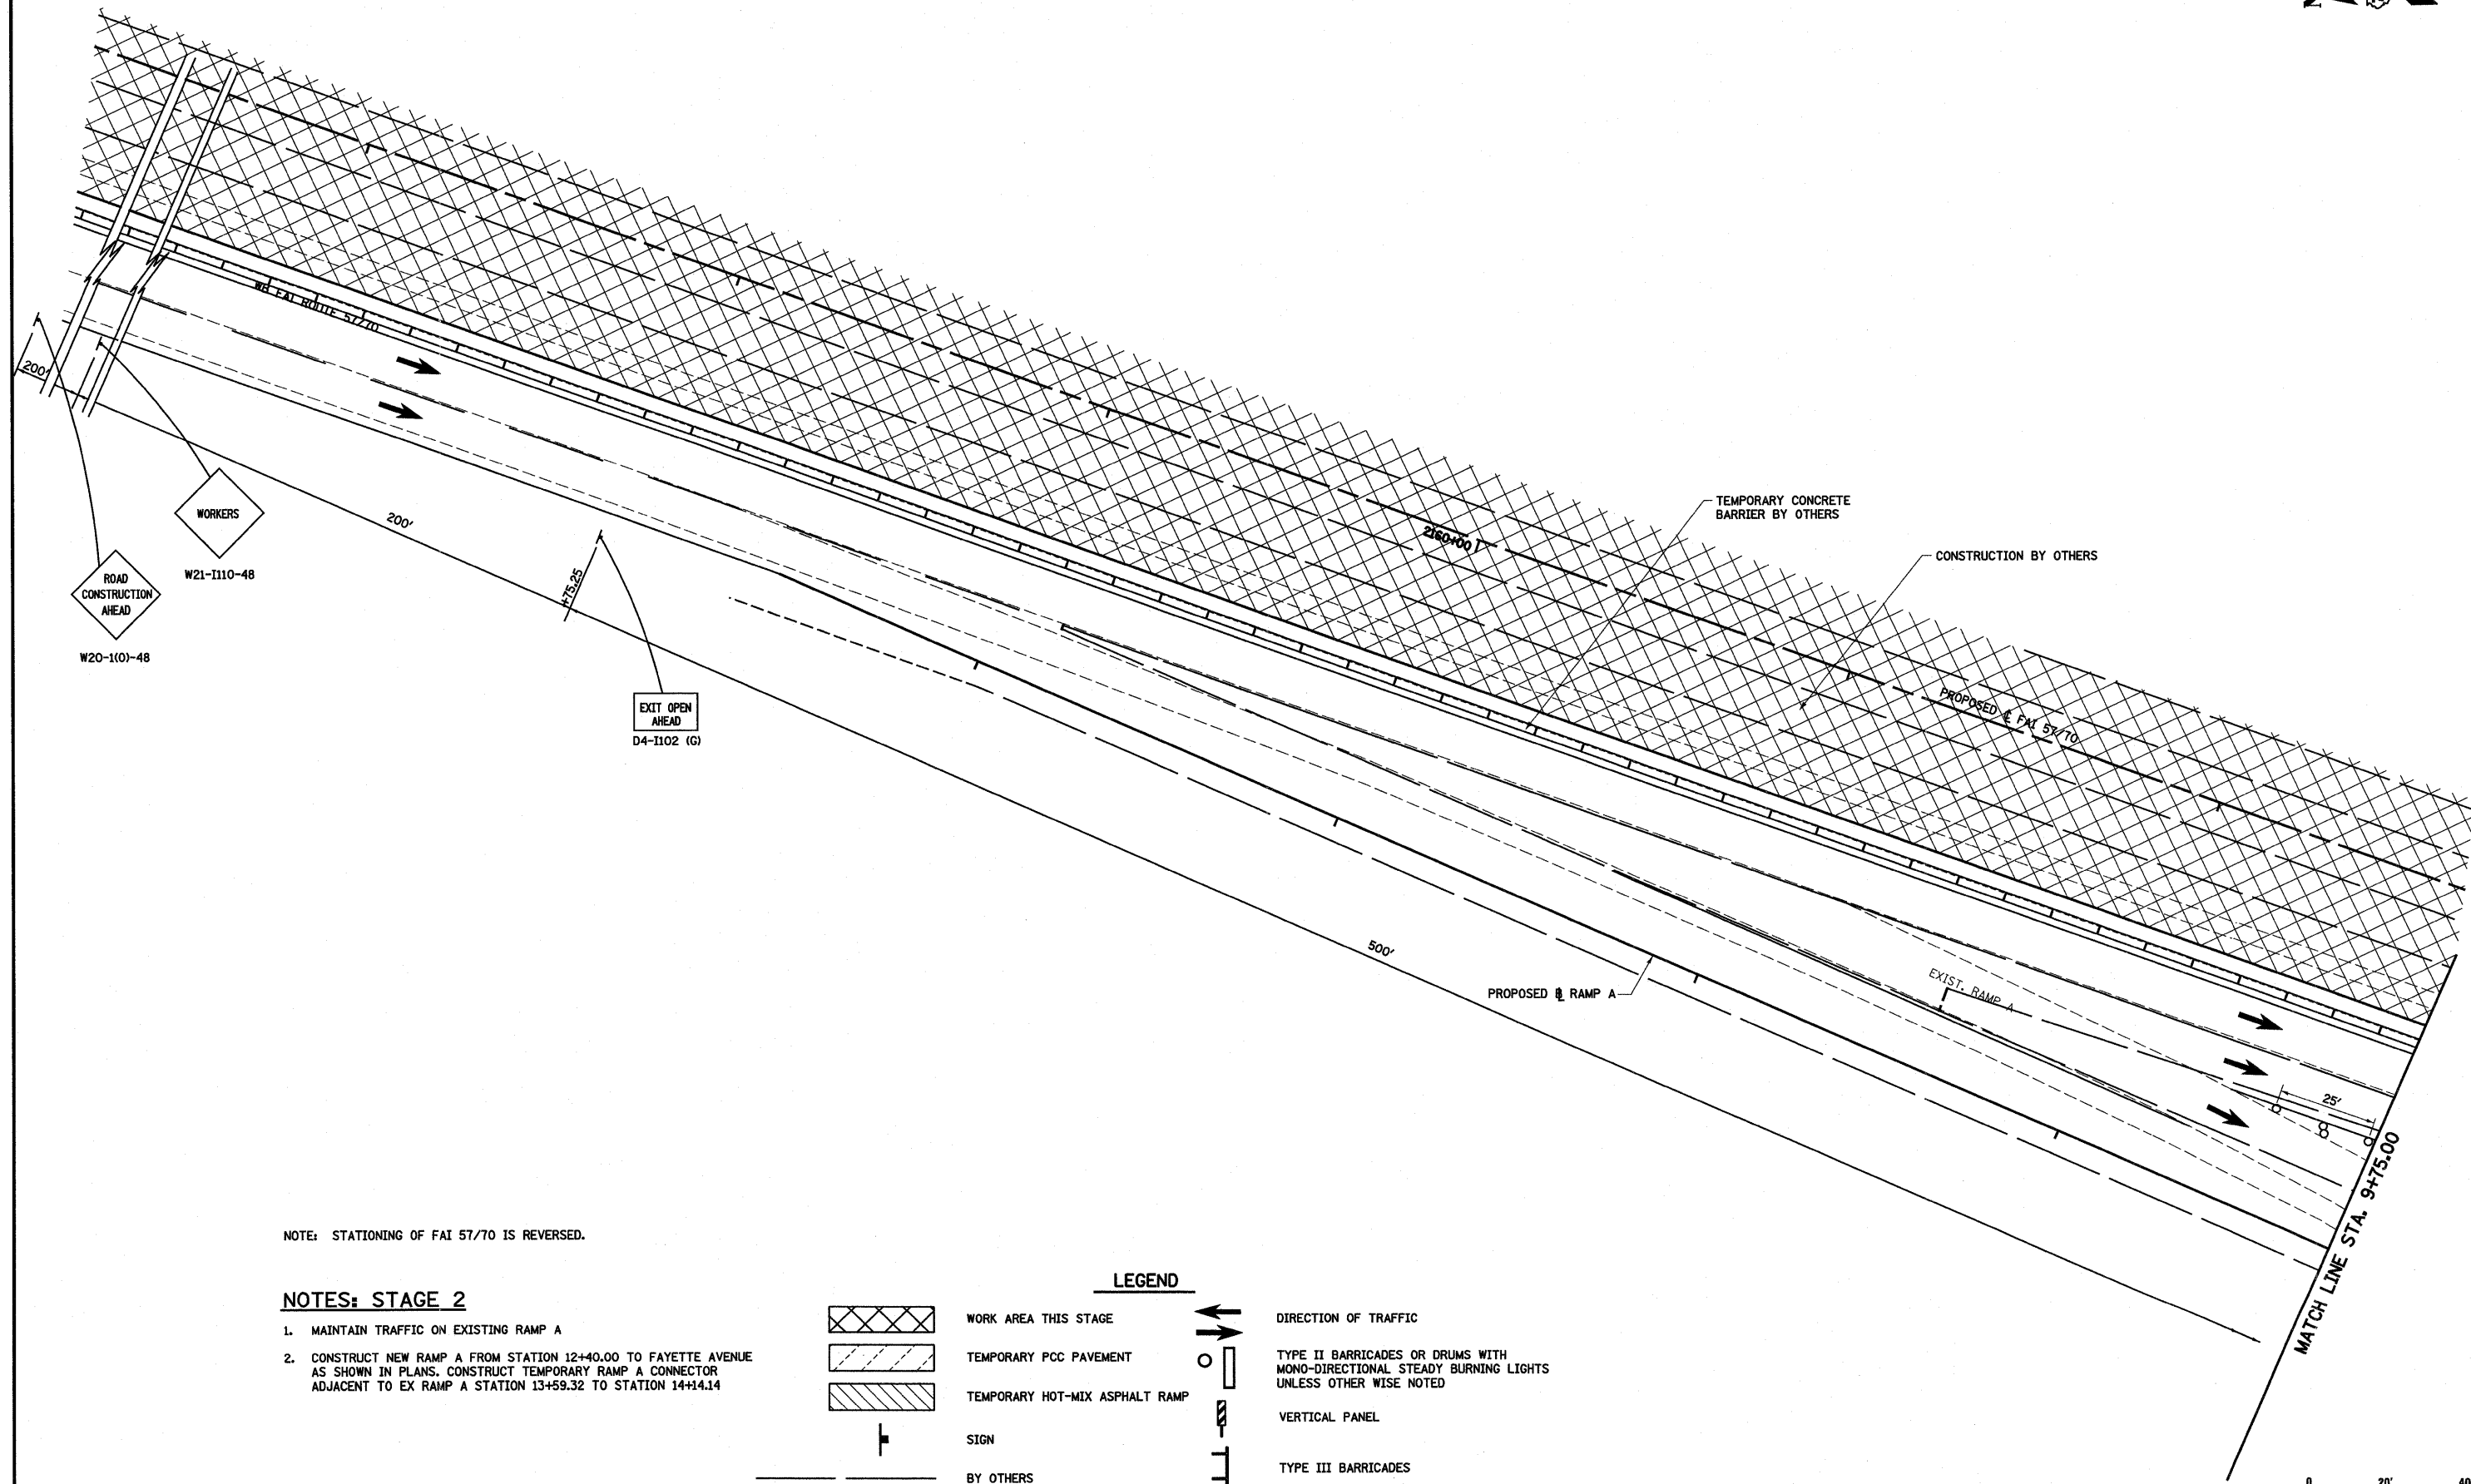 N
WB FAI ROUTE 57/70
200'
WORKERS
W21-I110-48
ROAD
CONSTRUCTION
AHEAD
W20-1(O)-48
200'
+75.25
EXIT OPEN
AHEAD
D4-I102 (G)
TEMPORARY CONCRETE
BARRIER BY OTHERS
2160+00
CONSTRUCTION BY OTHERS
PROPOSED ℄ FAI 57/70
500'
PROPOSED B̲L RAMP A
EXIST. RAMP A
25'
MATCH LINE STA. 9+75.00
NOTE: STATIONING OF FAI 57/70 IS REVERSED.
NOTES: STAGE 2
1. MAINTAIN TRAFFIC ON EXISTING RAMP A
2. CONSTRUCT NEW RAMP A FROM STATION 12+40.00 TO FAYETTE AVENUE
AS SHOWN IN PLANS. CONSTRUCT TEMPORARY RAMP A CONNECTOR
ADJACENT TO EX RAMP A STATION 13+59.32 TO STATION 14+14.14
LEGEND
WORK AREA THIS STAGE
TEMPORARY PCC PAVEMENT
TEMPORARY HOT-MIX ASPHALT RAMP
SIGN
BY OTHERS
DIRECTION OF TRAFFIC
TYPE II BARRICADES OR DRUMS WITH
MONO-DIRECTIONAL STEADY BURNING LIGHTS
UNLESS OTHER WISE NOTED
VERTICAL PANEL
TYPE III BARRICADES
0 20' 40